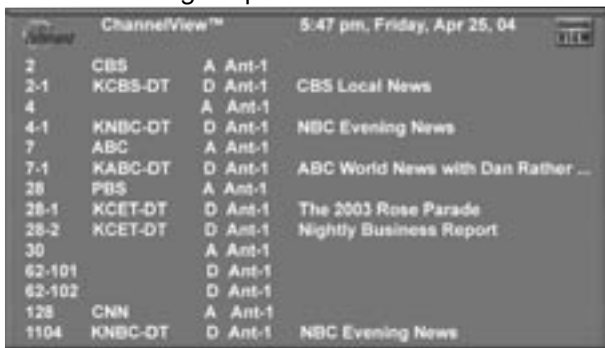 ChannelView™ 5:47 pm, Friday, Apr 25, 04 VIEW
2 CBS A Ant-1
2-1 KCBS-DT D Ant-1 CBS Local News
4 A Ant-1
4-1 KNBC-DT D Ant-1 NBC Evening News
7 ABC A Ant-1
7-1 KABC-DT D Ant-1 ABC World News with Dan Rather ...
28 PBS A Ant-1
28-1 KCET-DT D Ant-1 The 2003 Rose Parade
28-2 KCET-DT D Ant-1 Nightly Business Report
30 A Ant-1
62-101 D Ant-1
62-102 D Ant-1
128 CNN A Ant-1
1104 KNBC-DT D Ant-1 NBC Evening News